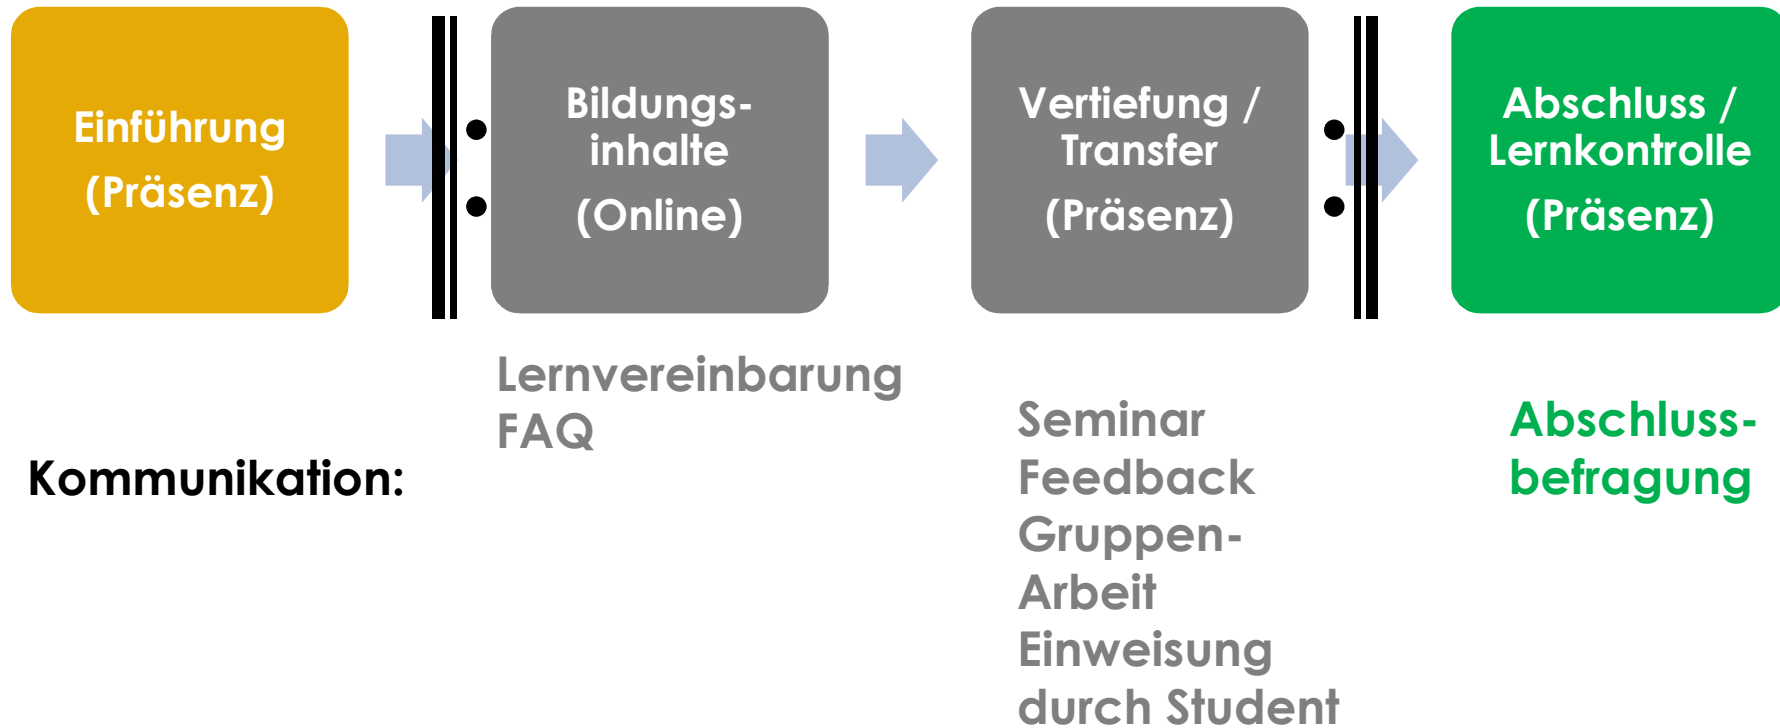 Einführung
(Präsenz)
Bildungs-
inhalte
(Online)
Vertiefung /
Transfer
(Präsenz)
Abschluss /
Lernkontrolle
(Präsenz)
Kommunikation:
Lernvereinbarung
FAQ
Seminar
Feedback
Gruppen-
Arbeit
Einweisung
durch Student
Abschluss-
befragung